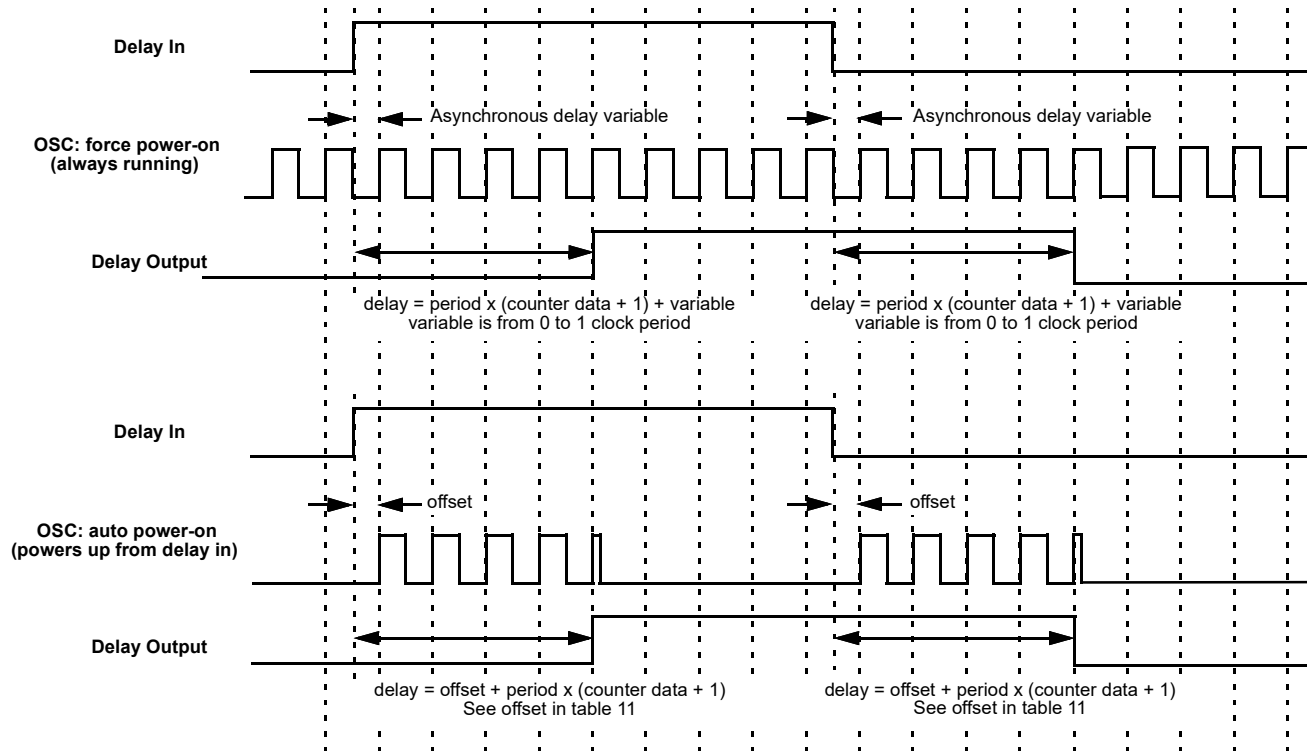 Delay In
Asynchronous delay variable
Asynchronous delay variable
OSC: force power-on
(always running)
Delay Output
delay = period x (counter data + 1) + variable
variable is from 0 to 1 clock period
delay = period x (counter data + 1) + variable
variable is from 0 to 1 clock period
Delay In
offset
offset
OSC: auto power-on
(powers up from delay in)
Delay Output
delay = offset + period x (counter data + 1)
See offset in table 11
delay = offset + period x (counter data + 1)
See offset in table 11